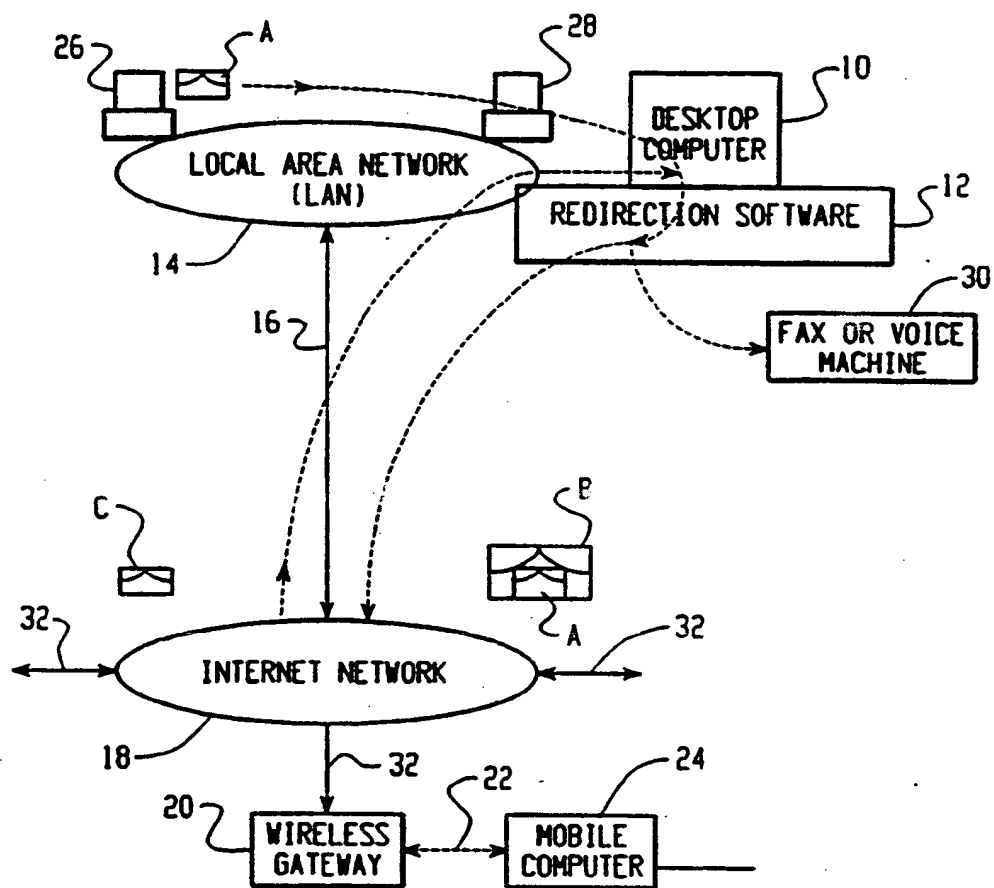 26
A
28
10
DESKTOP
COMPUTER
LOCAL AREA NETWORK
(LAN)
12
REDIRECTION SOFTWARE
14
30
16
FAX OR VOICE
MACHINE
C
B
A
32
32
INTERNET NETWORK
18
32
24
20
22
WIRELESS
GATEWAY
MOBILE
COMPUTER